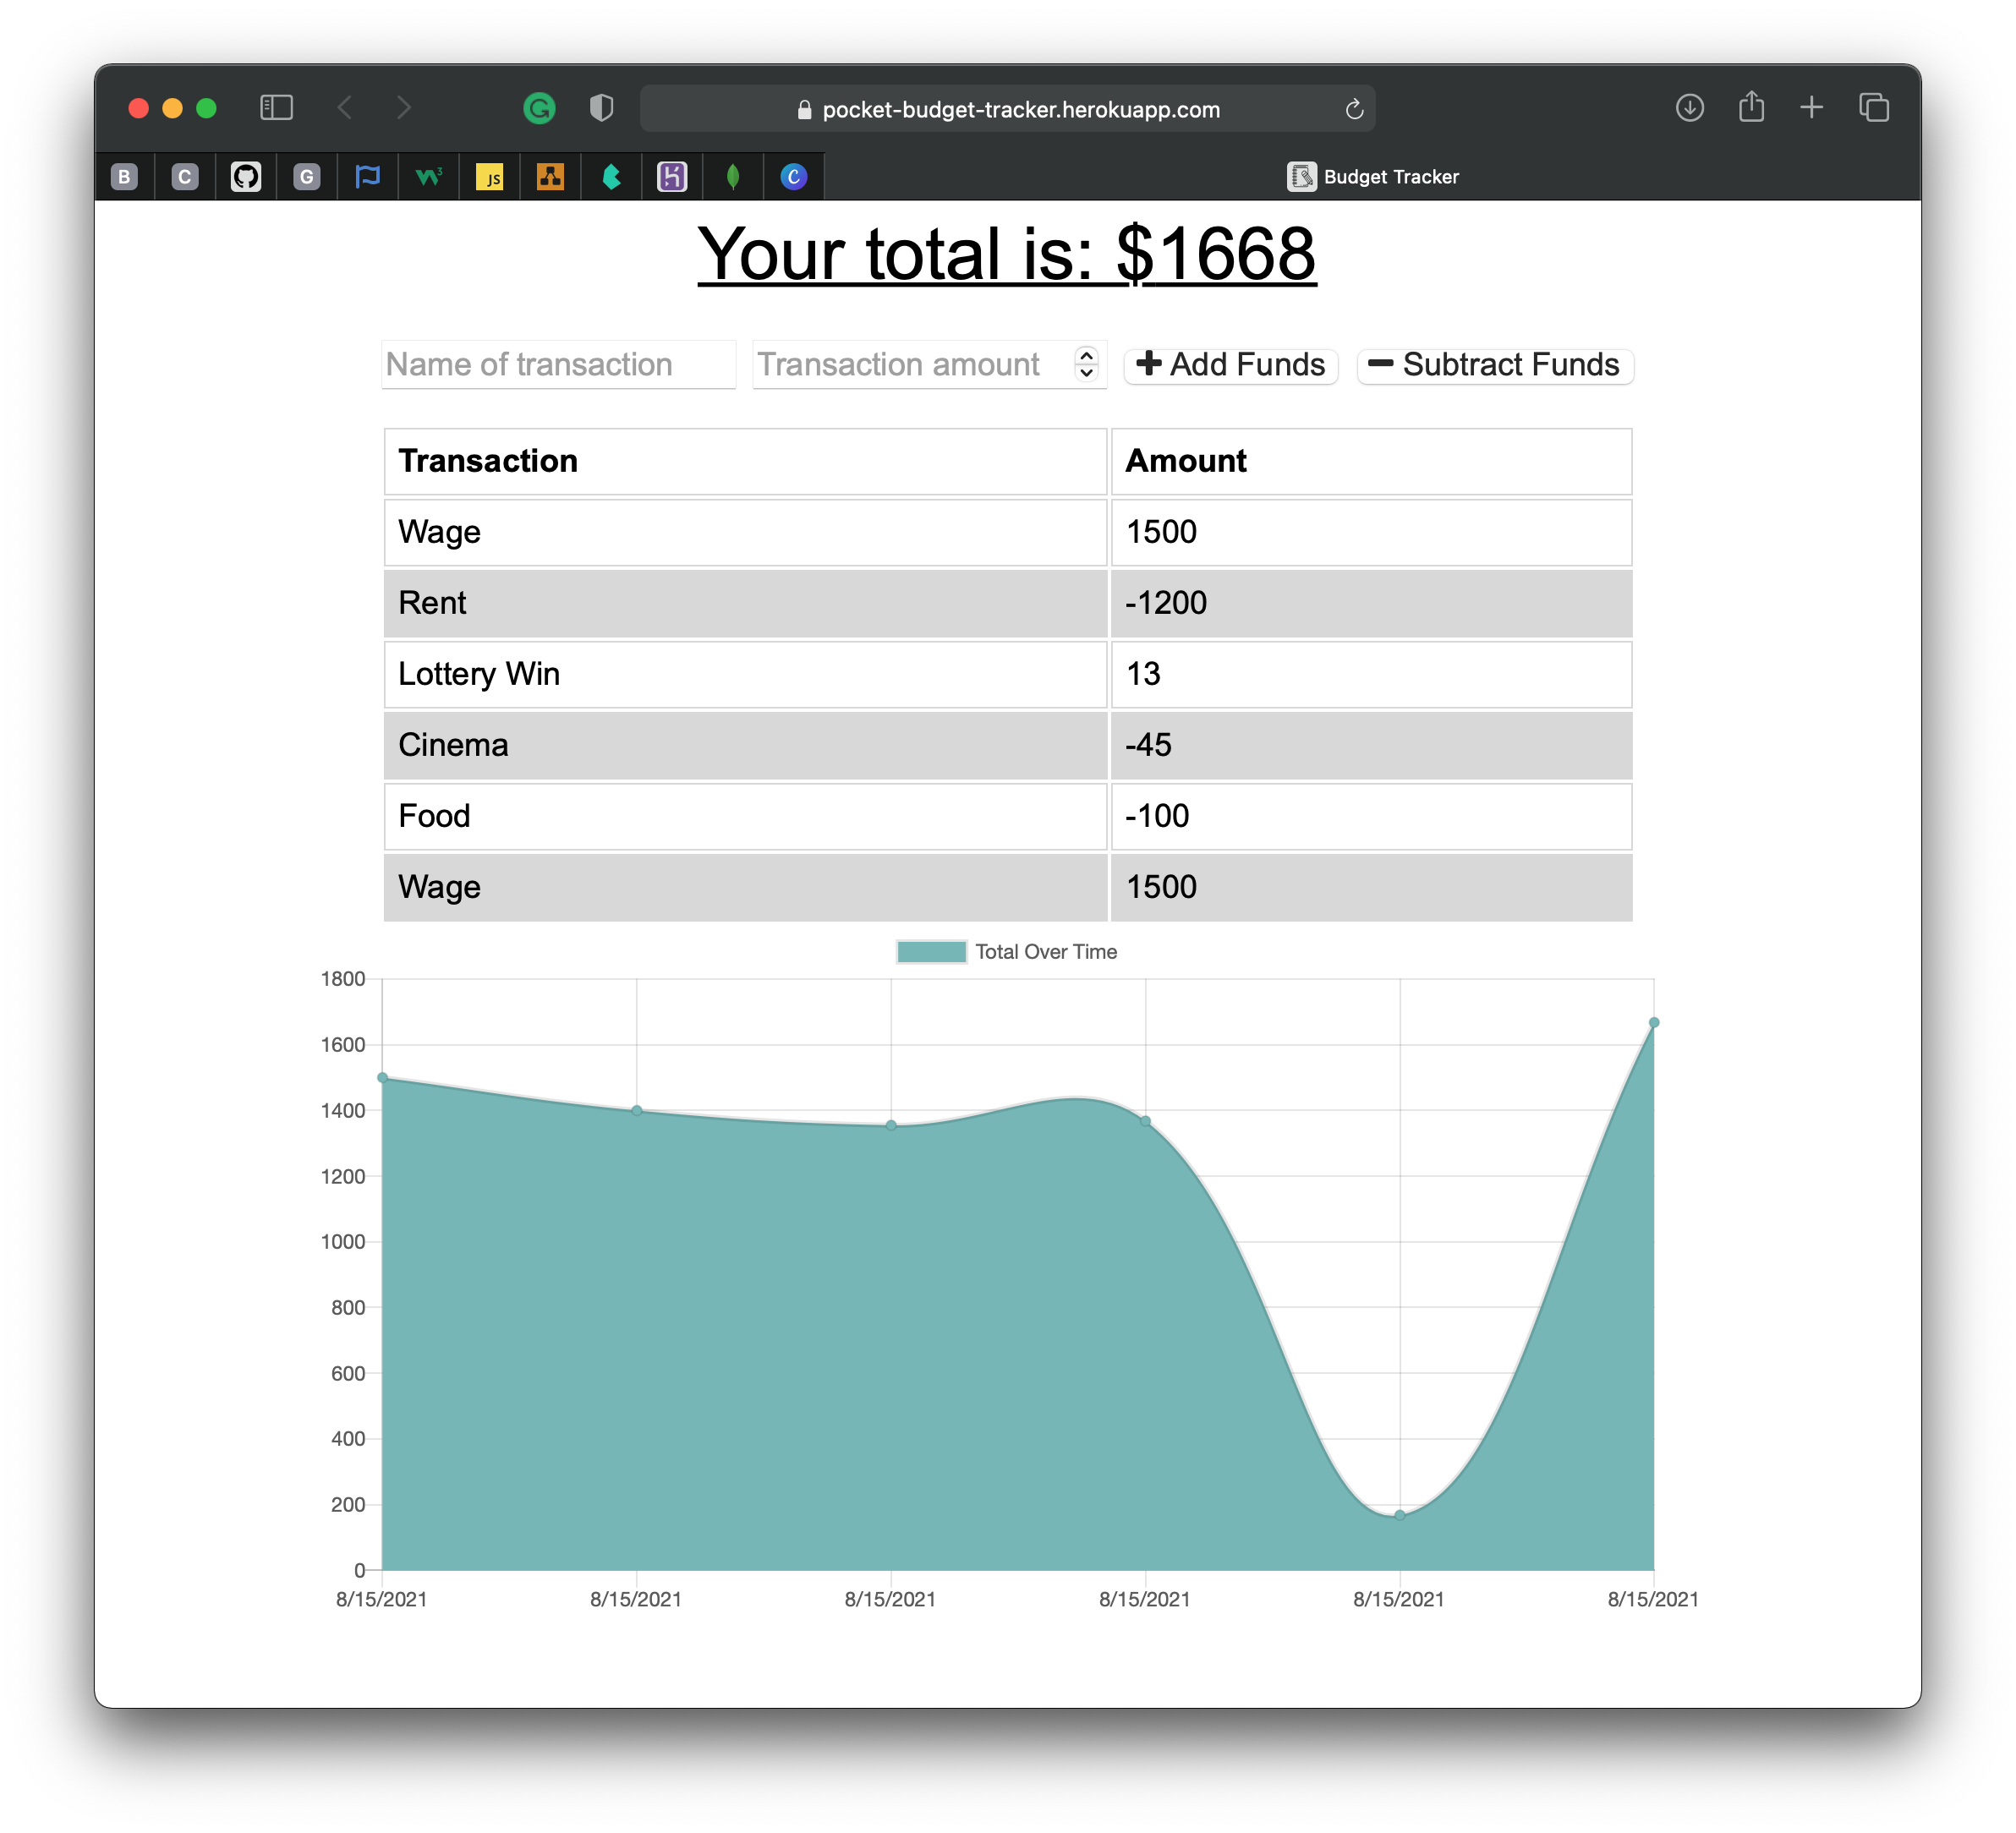 pocket-budget-tracker.herokuapp.com
B C G W3 JS C Budget Tracker
Your total is: $1668
Name of transaction Transaction amount Add Funds Subtract Funds
Transaction Amount
Wage 1500
Rent -1200
Lottery Win 13
Cinema -45
Food -100
Wage 1500
Total Over Time
1800
1600
1400
1200
1000
800
600
400
200
0
8/15/2021 8/15/2021 8/15/2021 8/15/2021 8/15/2021 8/15/2021